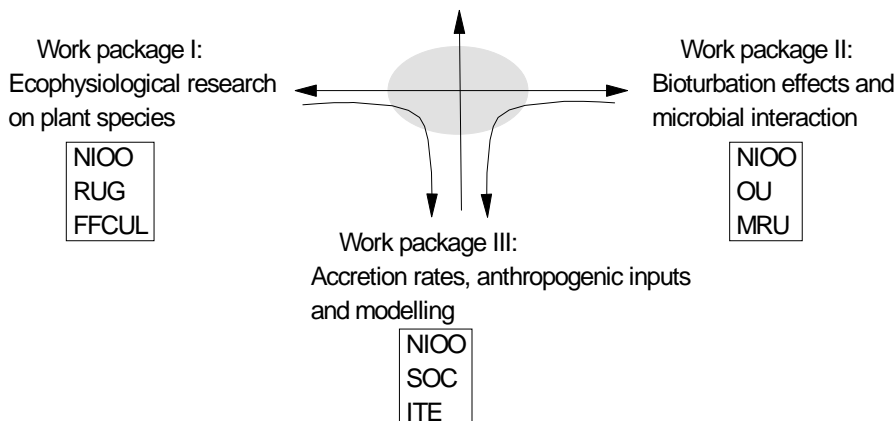 Work package I:
Ecophysiological research
on plant species
NIOO
RUG
FFCUL
Work package II:
Bioturbation effects and
microbial interaction
NIOO
OU
MRU
Work package III:
Accretion rates, anthropogenic inputs
and modelling
NIOO
SOC
ITE